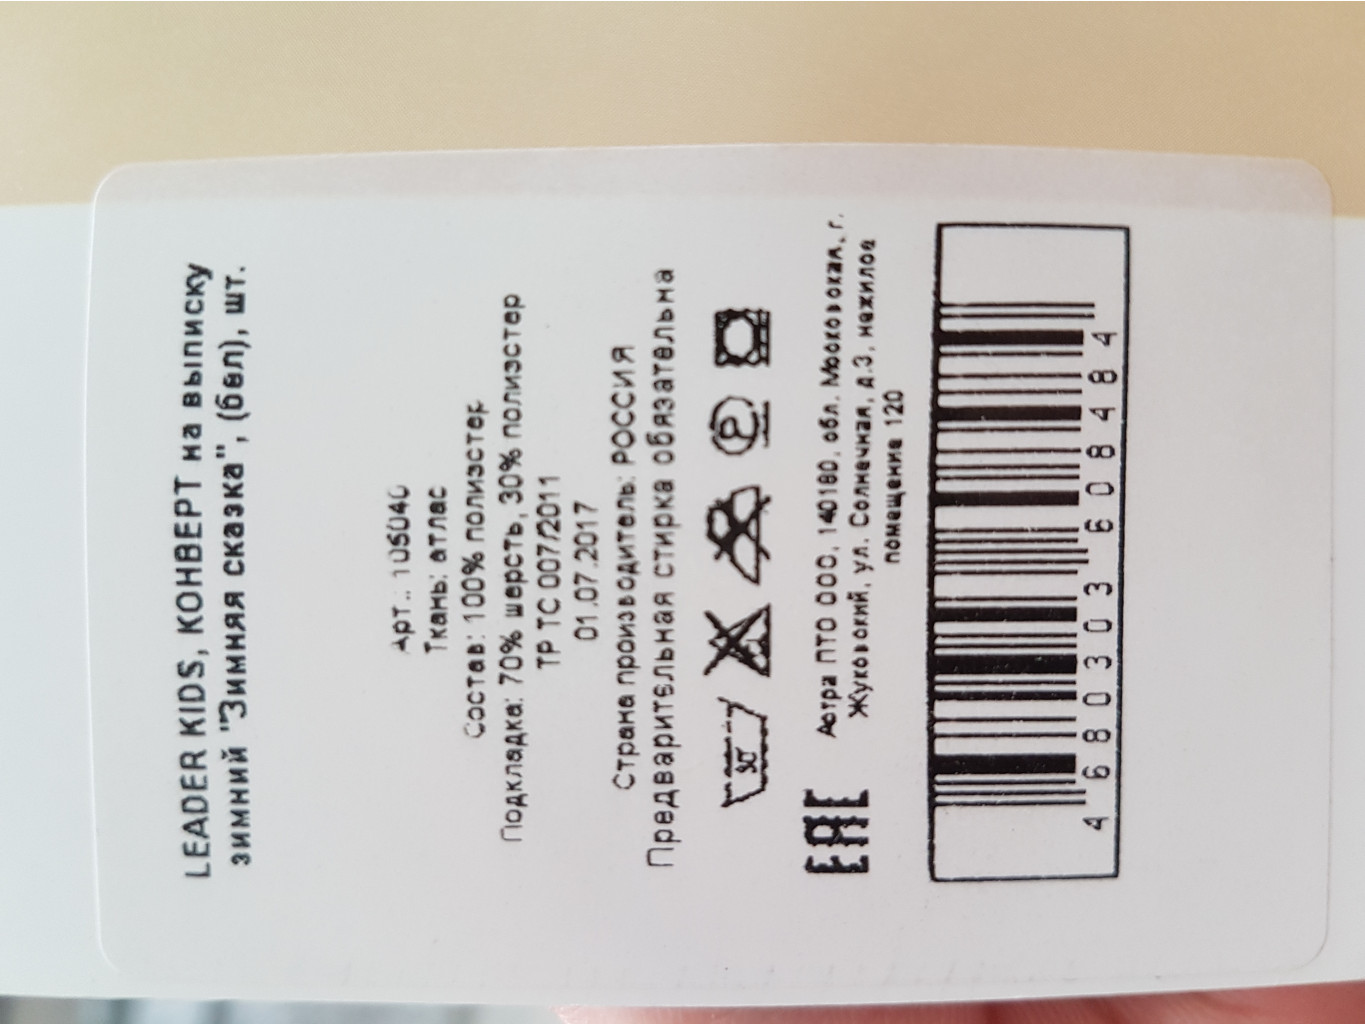 LEADER KIDS, КОНВЕРТ на выписку
зимний "Зимняя сказка", (бел), шт.
Арт.: 105040
Ткань: атлас
Состав: 100% полиэстер
Подкладка: 70% шерсть, 30% полиэстер
ТР ТС 007/2011
01.07.2017
Страна производитель: РОССИЯ
Предварительная стирка обязательна
30
P
EAC
Астра ПТО ООО, 140180, обл. Московская, г.
Жуковский, ул. Солнечная, д.3, нежилое
помещение 120
4 680303 608484